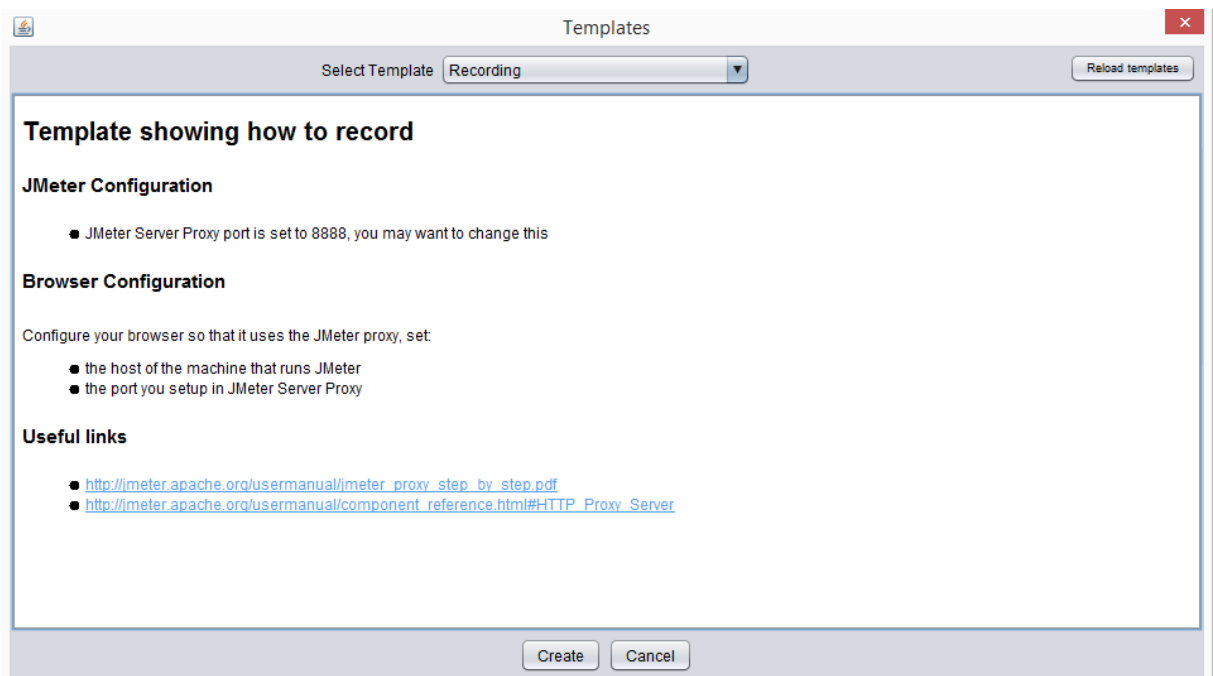 Templates
Select Template Recording Reload templates
Template showing how to record
JMeter Configuration
JMeter Server Proxy port is set to 8888, you may want to change this
Browser Configuration
Configure your browser so that it uses the JMeter proxy, set:
the host of the machine that runs JMeter
the port you setup in JMeter Server Proxy
Useful links
http://jmeter.apache.org/usermanual/jmeter_proxy_step_by_step.pdf
http://jmeter.apache.org/usermanual/component_reference.html#HTTP_Proxy_Server
Create Cancel